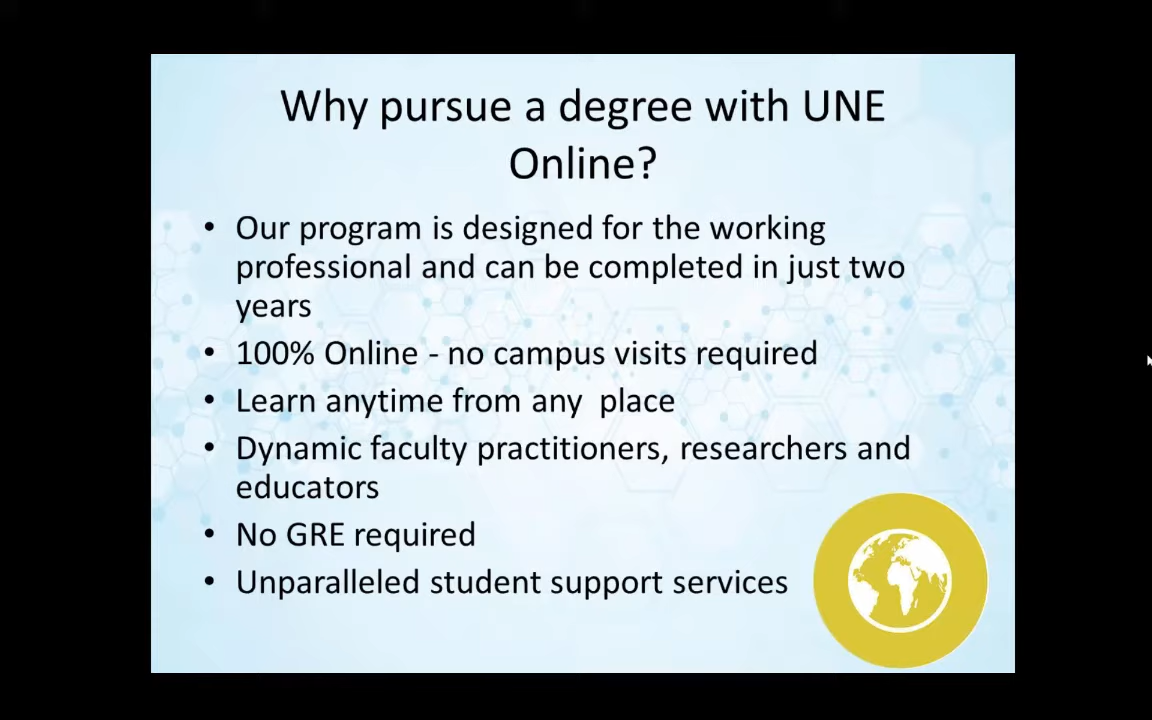 Why pursue a degree with UNE
Online?
• Our program is designed for the working
professional and can be completed in just two
years
• 100% Online - no campus visits required
• Learn anytime from any  place
• Dynamic faculty practitioners, researchers and
educators
• No GRE required
• Unparalleled student support services